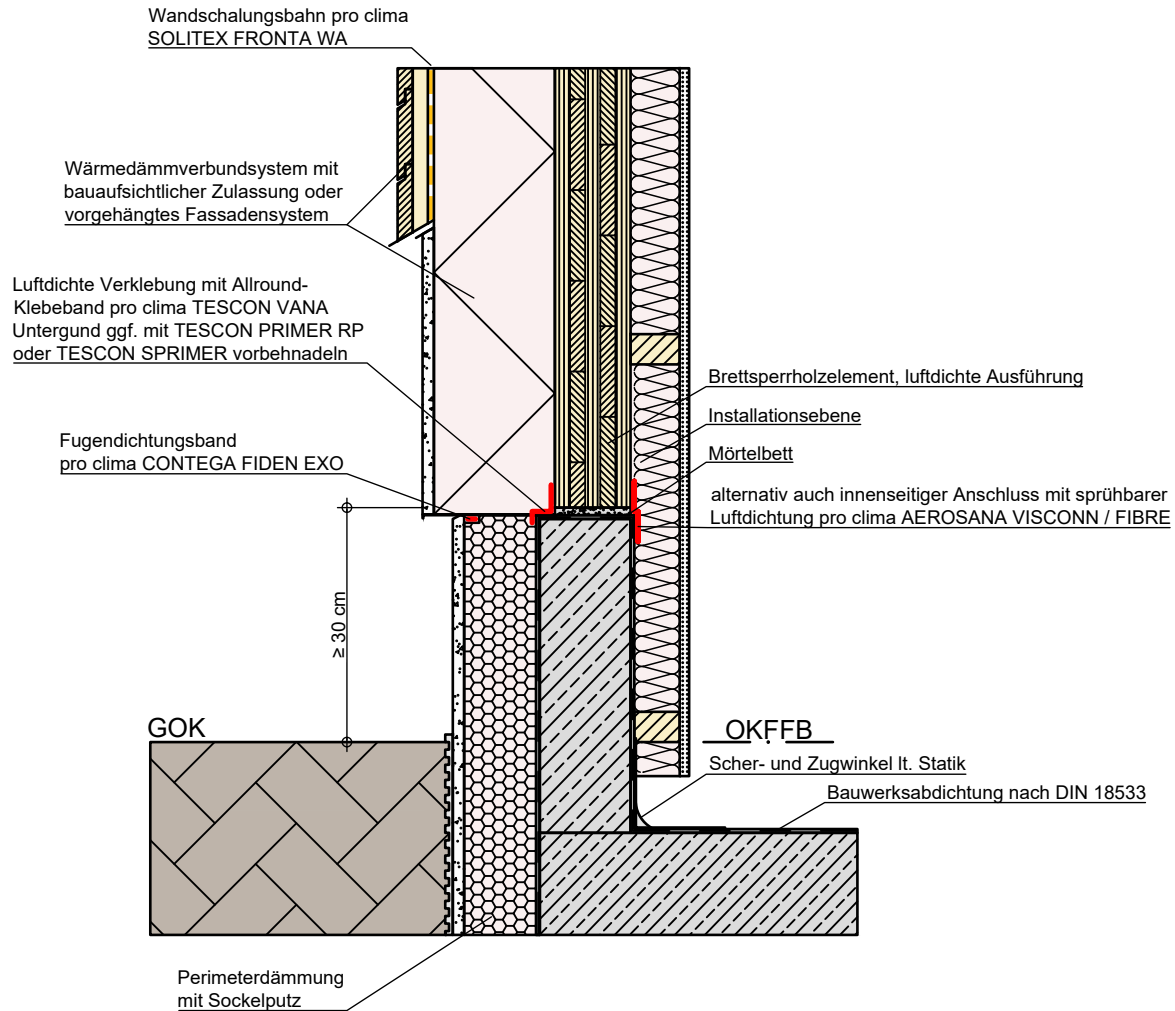 Wandschalungsbahn pro clima
SOLITEX FRONTA WA
Wärmedämmverbundsystem mit
bauaufsichtlicher Zulassung oder
vorgehängtes Fassadensystem
Luftdichte Verklebung mit Allround-
Klebeband pro clima TESCON VANA
Untergund ggf. mit TESCON PRIMER RP
oder TESCON SPRIMER vorbehnadeln
Fugendichtungsband
pro clima CONTEGA FIDEN EXO
Brettsperrholzelement, luftdichte Ausführung
Installationsebene
Mörtelbett
alternativ auch innenseitiger Anschluss mit sprühbarer
Luftdichtung pro clima AEROSANA VISCONN / FIBRE
≥ 30 cm
GOK
OKFFB
Scher- und Zugwinkel lt. Statik
Bauwerksabdichtung nach DIN 18533
Perimeterdämmung
mit Sockelputz